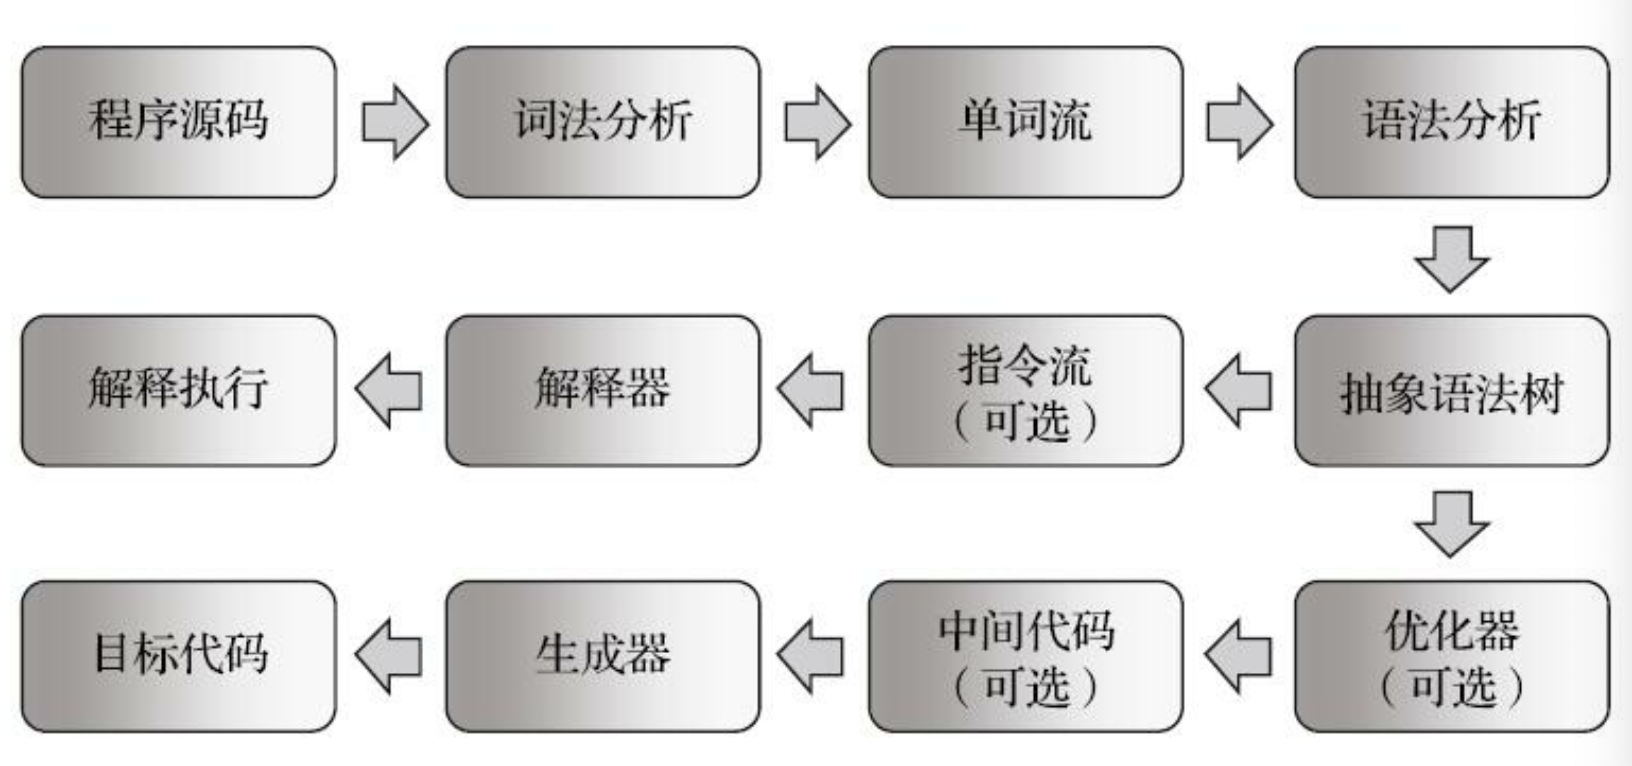 程序源码
词法分析
单词流
语法分析
解释执行
解释器
指令流
（可选）
抽象语法树
目标代码
生成器
中间代码
（可选）
优化器
（可选）